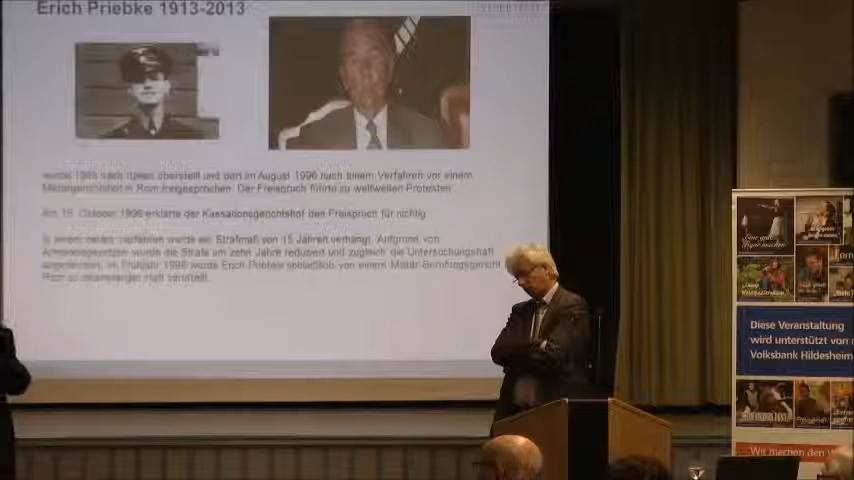 Erich Priebke 1913-2013
wurde 1995 nach Italien überstellt und dort im August 1996 nach einem Verfahren vor einem
Militärgerichtshof in Rom freigesprochen. Der Freispruch führte zu weltweiten Protesten.
Am 15. Oktober 1996 erklärte der Kassationsgerichtshof den Freispruch für nichtig.
In einem neuen Verfahren wurde ein Strafmaß von 15 Jahren verhängt. Aufgrund von
wurde die Strafe um zehn Jahre reduziert und zugleich die Untersuchungshaft
angerechnet. Im Frühjahr 1998 wurde Erich Priebke schließlich von einem Militär-Berufungsgericht
Rom zu lebenslanger Haft verurteilt.
Diese Veranstaltung
wird unterstützt von
Volksbank Hildesheim
Wir machen den